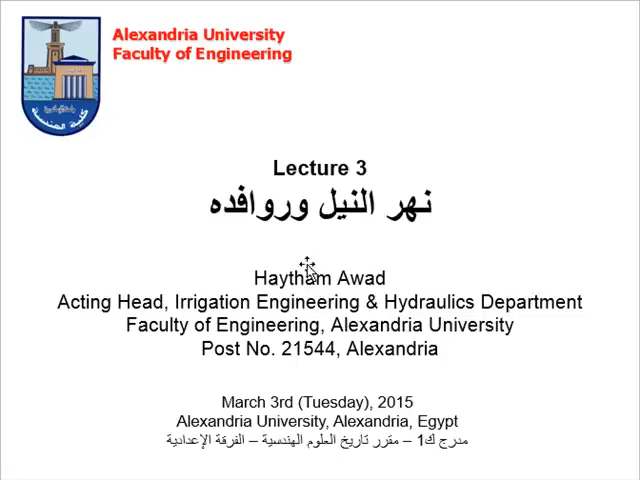 Alexandria University
Faculty of Engineering
كلية الهندسة
Lecture 3
نهر النيل وروافده
Haytham Awad
Acting Head, Irrigation Engineering & Hydraulics Department
Faculty of Engineering, Alexandria University
Post No. 21544, Alexandria
March 3rd (Tuesday), 2015
Alexandria University, Alexandria, Egypt
مدرج ك1 – مقرر تاريخ العلوم الهندسية – الفرقة الإعدادية